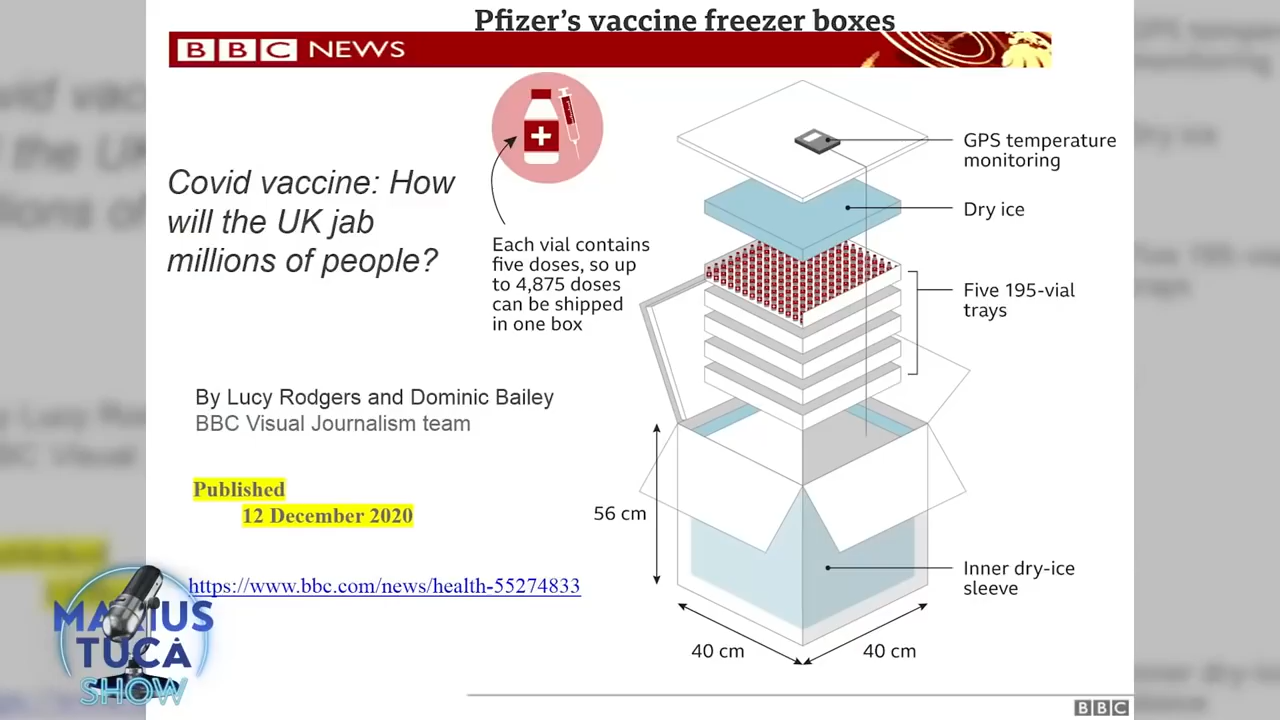 Pfizer's vaccine freezer boxes
BBC NEWS
Covid vaccine: How
will the UK jab
millions of people?
By Lucy Rodgers and Dominic Bailey
BBC Visual Journalism team
Published
12 December 2020
https://www.bbc.com/news/health-55274833
Each vial contains
five doses, so up
to 4,875 doses
can be shipped
in one box
GPS temperature
monitoring
Dry ice
Five 195-vial
trays
56 cm
Inner dry-ice
sleeve
40 cm
40 cm
BBC
MARIUS
TUCĂ
SHOW